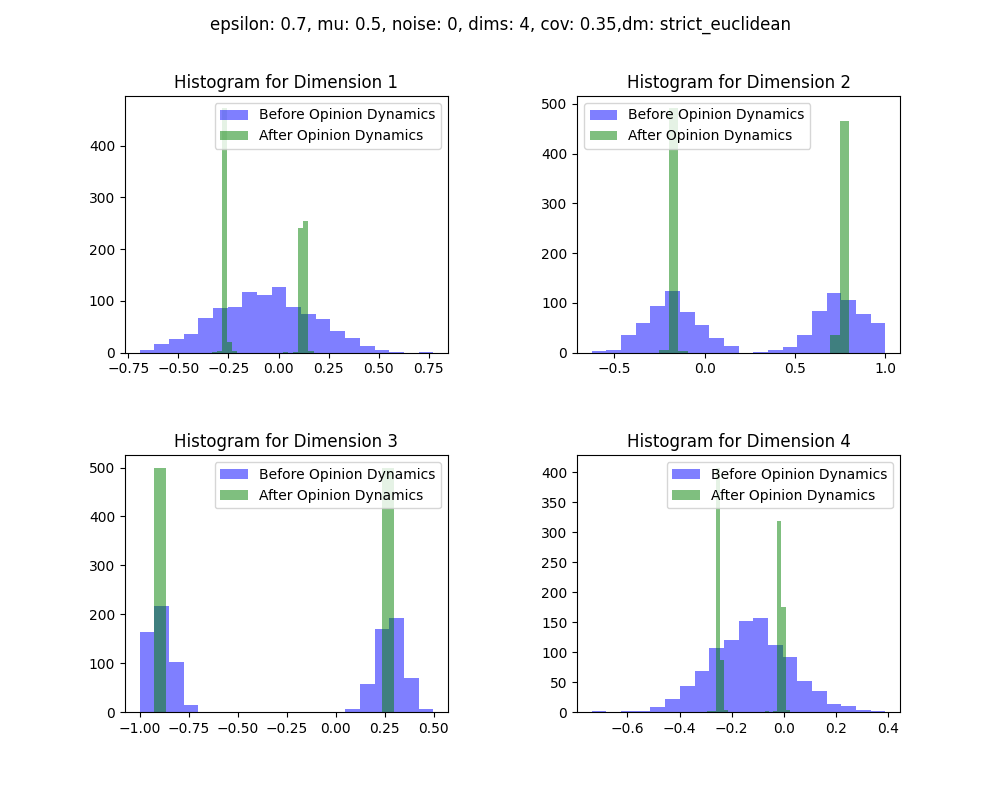 epsilon: 0.7, mu: 0.5, noise: 0, dims: 4, cov: 0.35,dm: strict_euclidean
Histogram for Dimension 1
Before Opinion Dynamics
After Opinion Dynamics
400
300
200
100
0
−0.75 −0.50 −0.25 0.00 0.25 0.50 0.75
Histogram for Dimension 2
Before Opinion Dynamics
After Opinion Dynamics
500
400
300
200
100
0
−0.5 0.0 0.5 1.0
Histogram for Dimension 3
Before Opinion Dynamics
After Opinion Dynamics
500
400
300
200
100
0
−1.00 −0.75 −0.50 −0.25 0.00 0.25 0.50
Histogram for Dimension 4
Before Opinion Dynamics
After Opinion Dynamics
400
350
300
250
200
150
100
50
0
−0.6 −0.4 −0.2 0.0 0.2 0.4